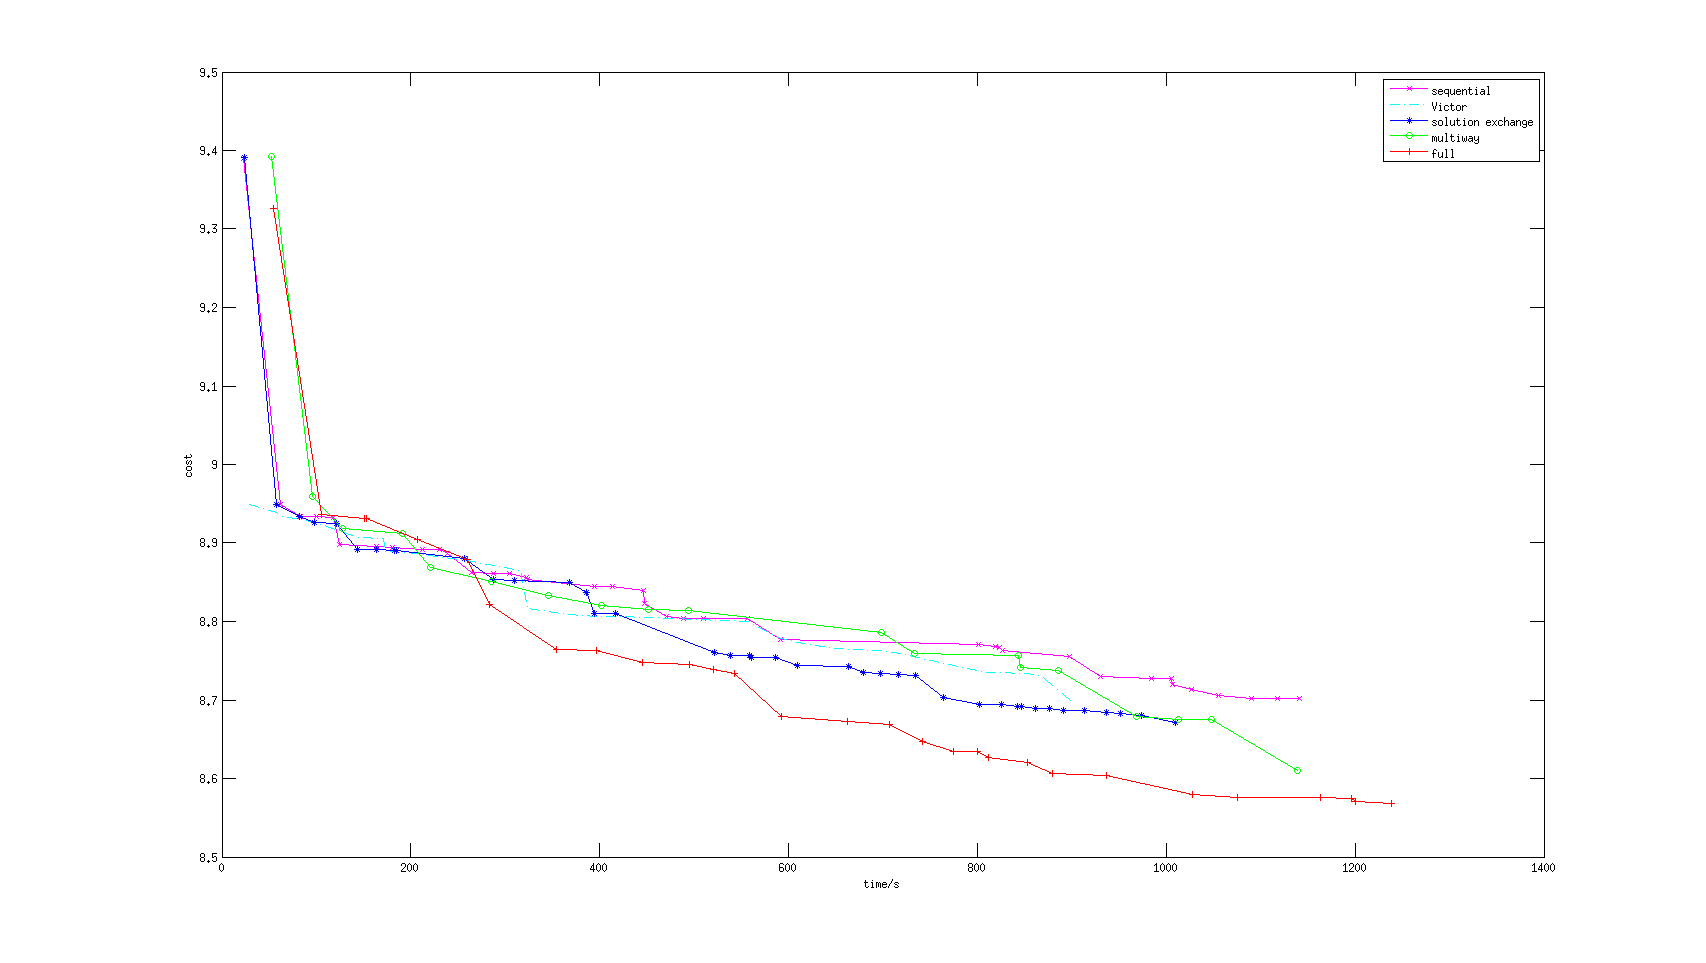 9.5
9.4
9.3
9.2
9.1
9
8.9
8.8
8.7
8.6
8.5
cost
0 200 400 600 800 1000 1200 1400
time/s
sequential
Victor
solution exchange
multiway
full